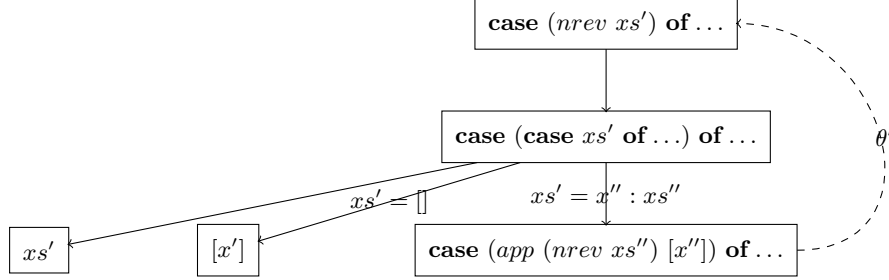 case (nrev xs′) of …
case (case xs′ of …) of …
θ
xs′ = []
xs′ = x″ : xs″
xs′
[x′]
case (app (nrev xs″) [x″]) of …